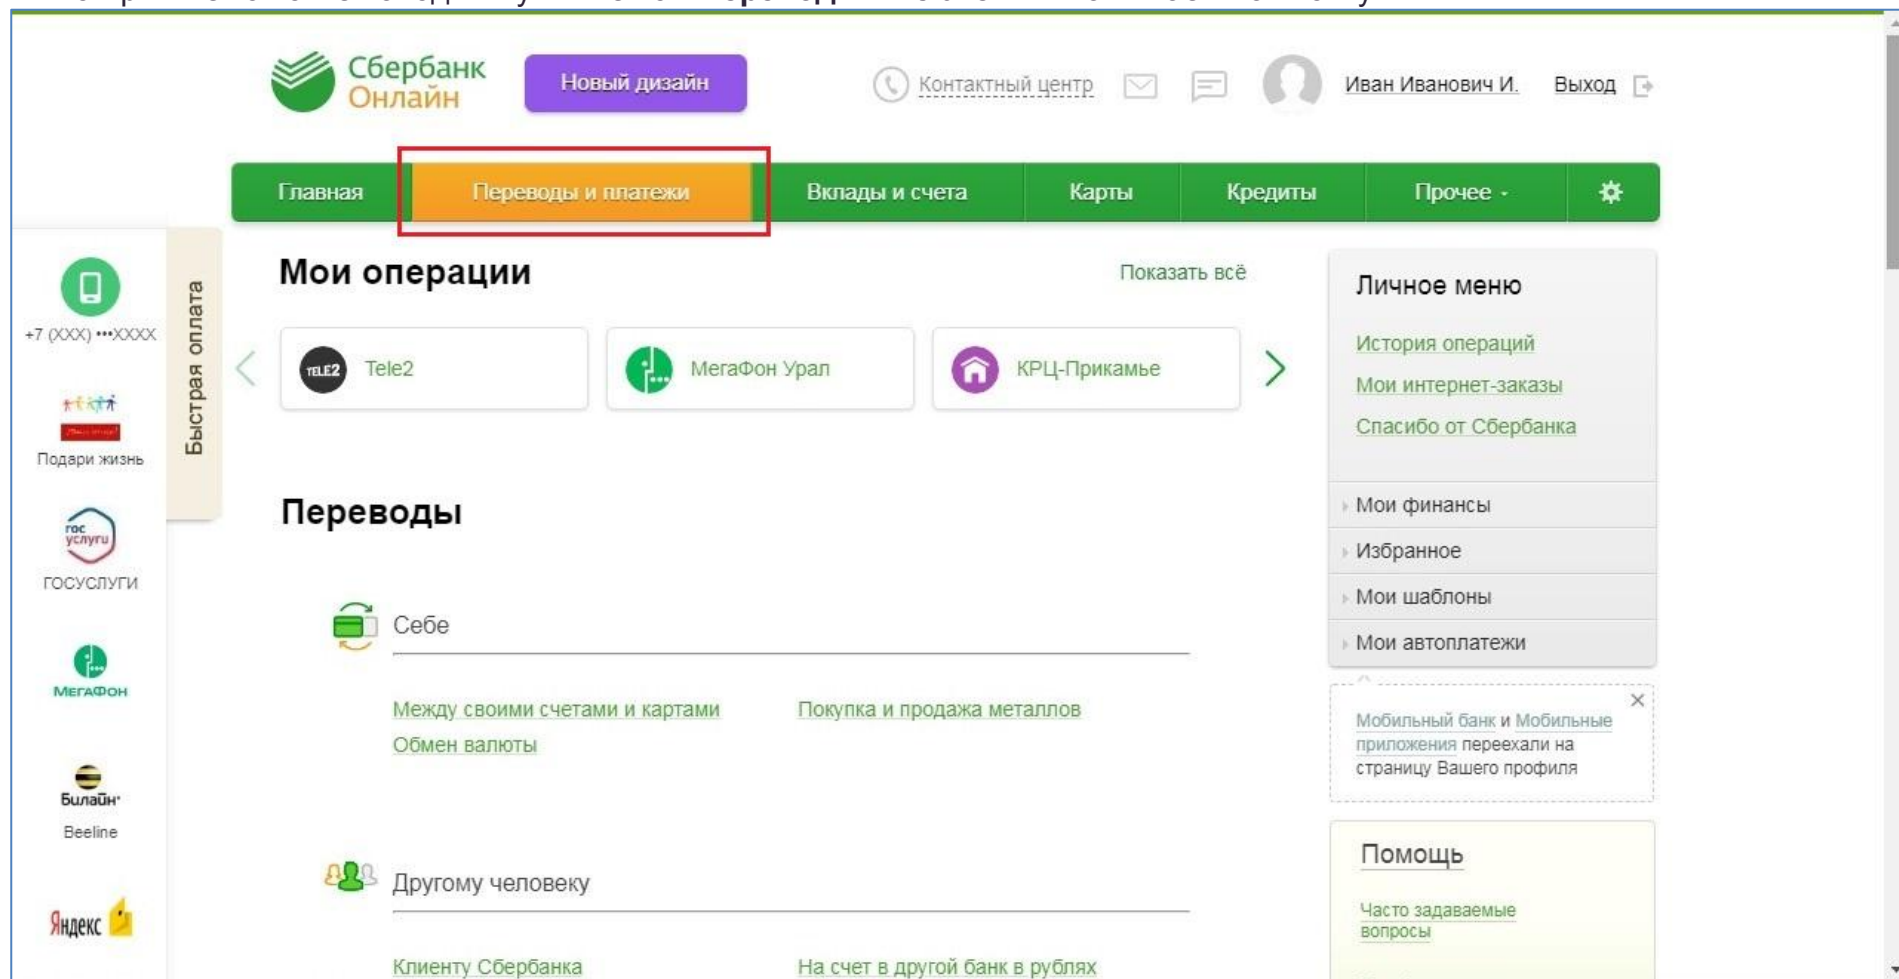 Сбербанк
Онлайн
Новый дизайн
Контактный центр
Иван Иванович И.
Выход
Главная
Переводы и платежи
Вклады и счета
Карты
Кредиты
Прочее
+7 (XXX) •••XXXX
Подари жизнь
гос
услуги
ГОСУСЛУГИ
МЕГАФОН
Билайн
Beeline
Яндекс
Быстрая оплата
Мои операции
Показать всё
TELE2
Tele2
МегаФон Урал
КРЦ-Прикамье
Переводы
Себе
Между своими счетами и картами
Покупка и продажа металлов
Обмен валюты
Другому человеку
Клиенту Сбербанка
На счет в другой банк в рублях
Личное меню
История операций
Мои интернет-заказы
Спасибо от Сбербанка
Мои финансы
Избранное
Мои шаблоны
Мои автоплатежи
Мобильный банк и Мобильные
приложения переехали на
страницу Вашего профиля
Помощь
Часто задаваемые
вопросы